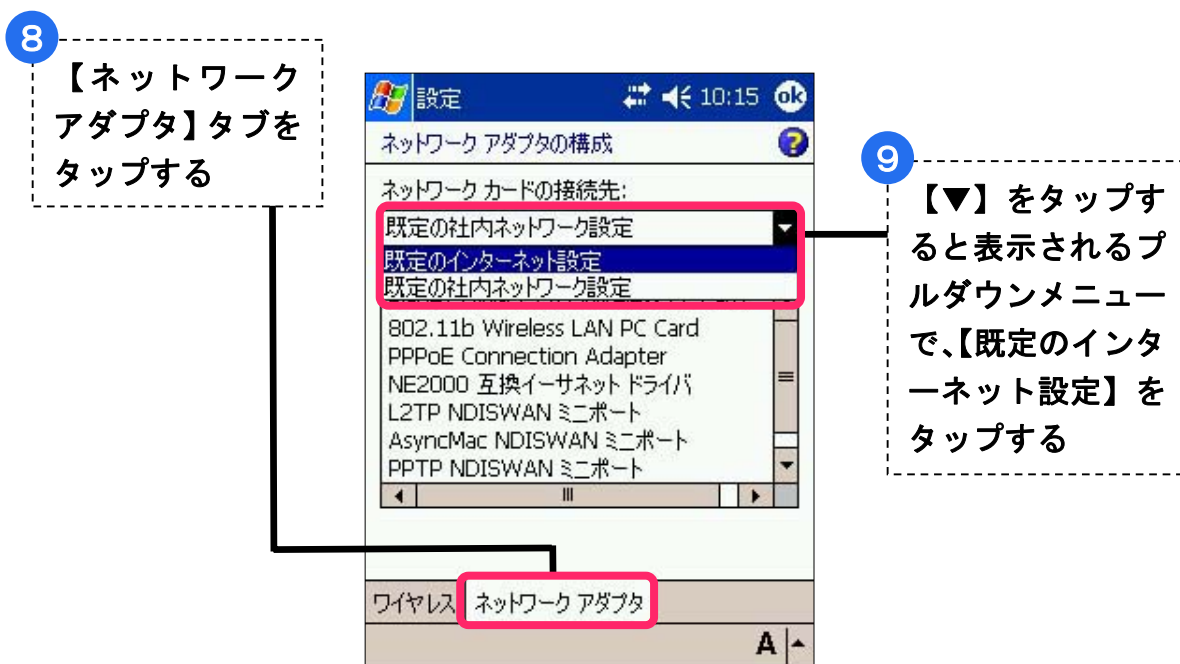 8
【ネットワーク
アダプタ】タブを
タップする
設定 10:15 ok
ネットワーク アダプタの構成 ?
ネットワーク カードの接続先:
既定の社内ネットワーク設定
既定のインターネット設定
既定の社内ネットワーク設定
802.11b Wireless LAN PC Card
PPPoE Connection Adapter
NE2000 互換イーサネット ドライバ
L2TP NDISWAN ミニポート
AsyncMac NDISWAN ミニポート
PPTP NDISWAN ミニポート
ワイヤレス ネットワーク アダプタ
A
9
【▼】をタップす
ると表示されるプ
ルダウンメニュー
で、【既定のインタ
ーネット設定】を
タップする